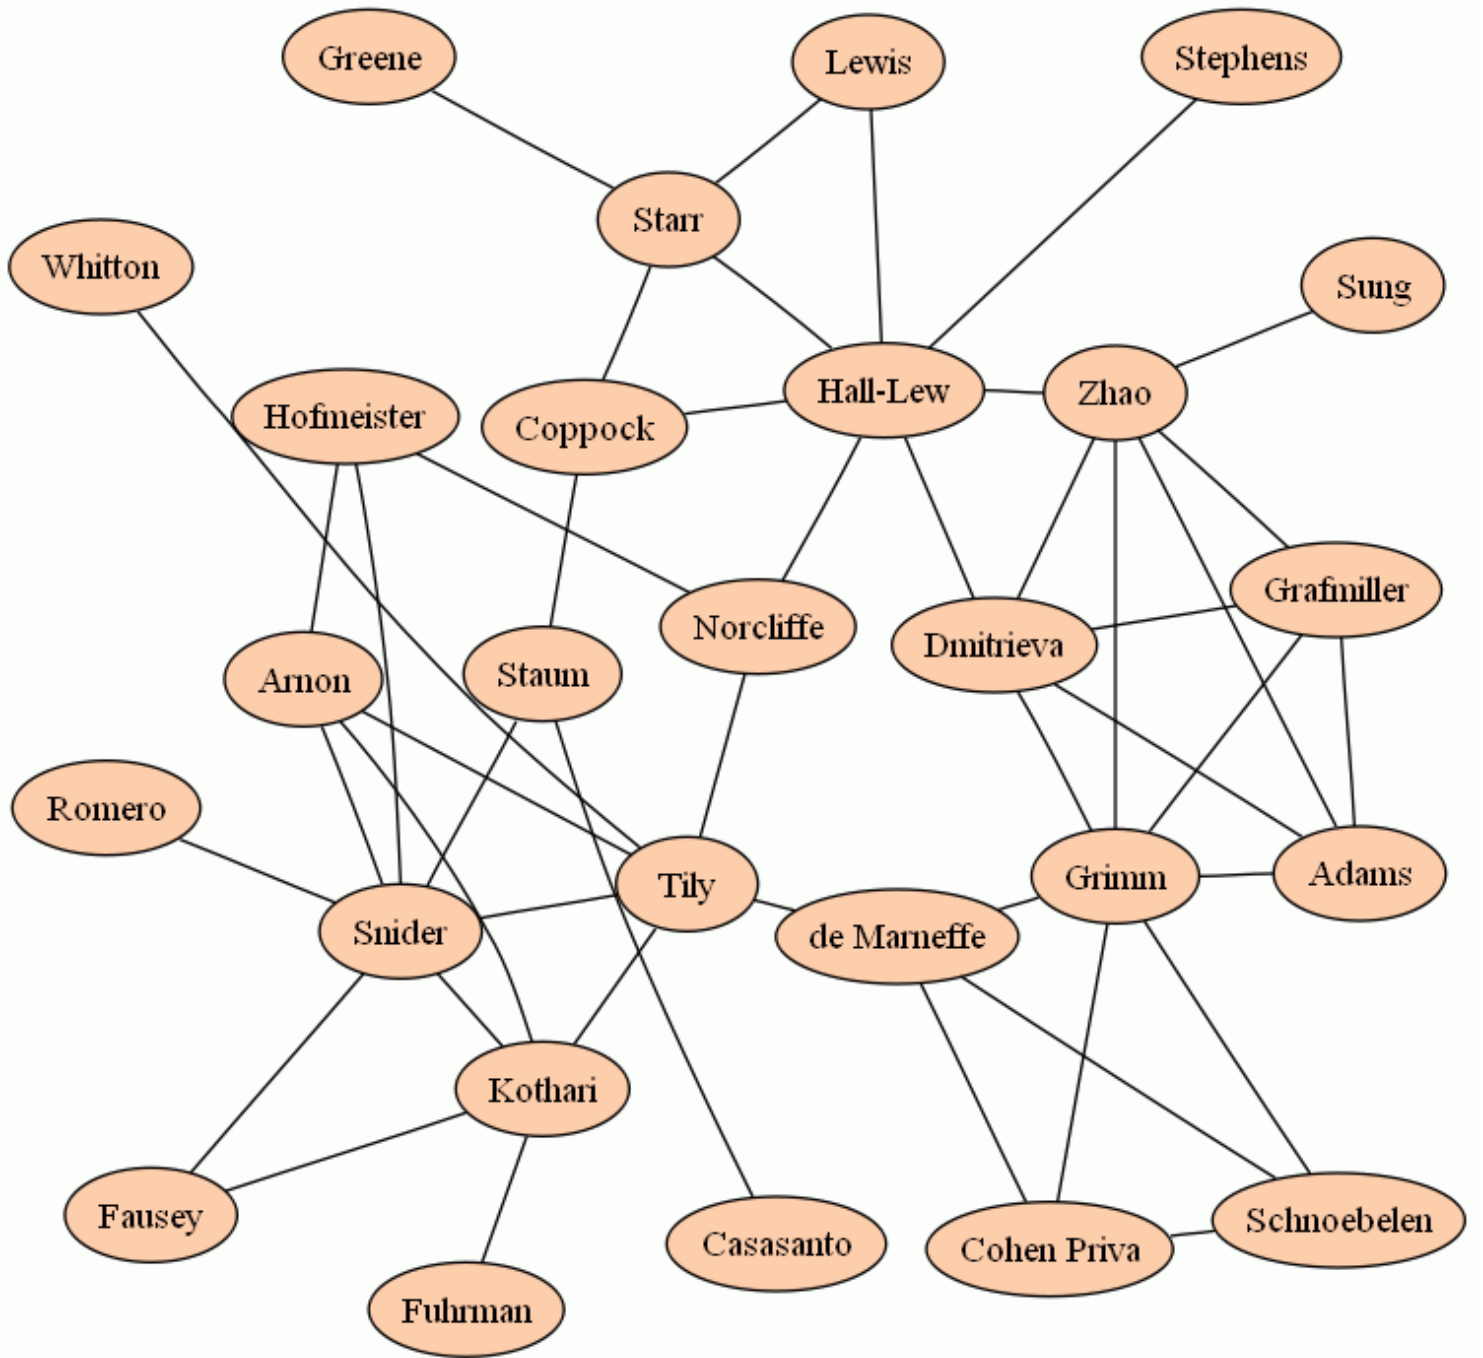 Greene
Lewis
Stephens
Starr
Whitton
Sung
Hofmeister
Coppock
Hall-Lew
Zhao
Grafmiller
Norcliffe
Dmitrieva
Arnon
Staum
Romero
Snider
Tily
de Marneffe
Grimm
Adams
Kothari
Fausey
Casasanto
Cohen Priva
Schnoebelen
Fuhrman